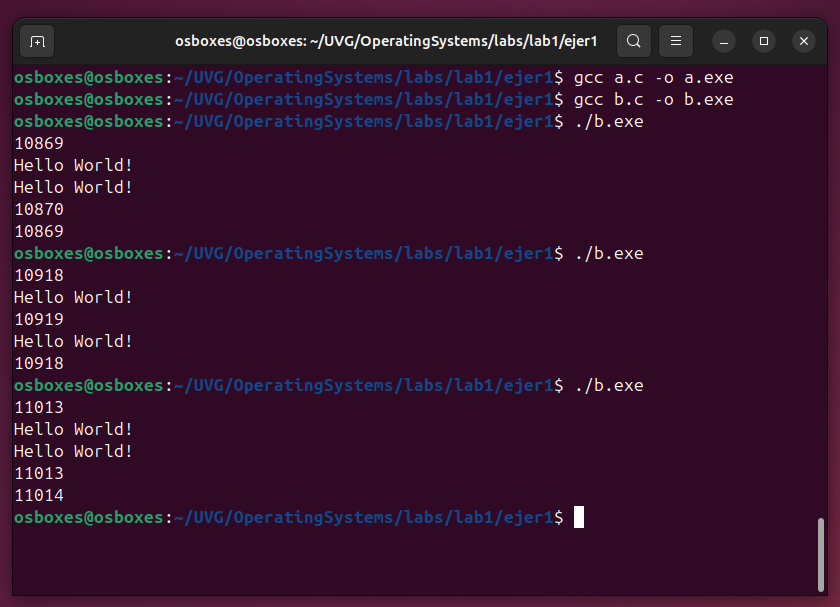 osboxes@osboxes: ~/UVG/OperatingSystems/labs/lab1/ejer1
osboxes@osboxes:~/UVG/OperatingSystems/labs/lab1/ejer1$ gcc a.c -o a.exe
osboxes@osboxes:~/UVG/OperatingSystems/labs/lab1/ejer1$ gcc b.c -o b.exe
osboxes@osboxes:~/UVG/OperatingSystems/labs/lab1/ejer1$ ./b.exe
10869
Hello World!
Hello World!
10870
10869
osboxes@osboxes:~/UVG/OperatingSystems/labs/lab1/ejer1$ ./b.exe
10918
Hello World!
10919
Hello World!
10918
osboxes@osboxes:~/UVG/OperatingSystems/labs/lab1/ejer1$ ./b.exe
11013
Hello World!
Hello World!
11013
11014
osboxes@osboxes:~/UVG/OperatingSystems/labs/lab1/ejer1$